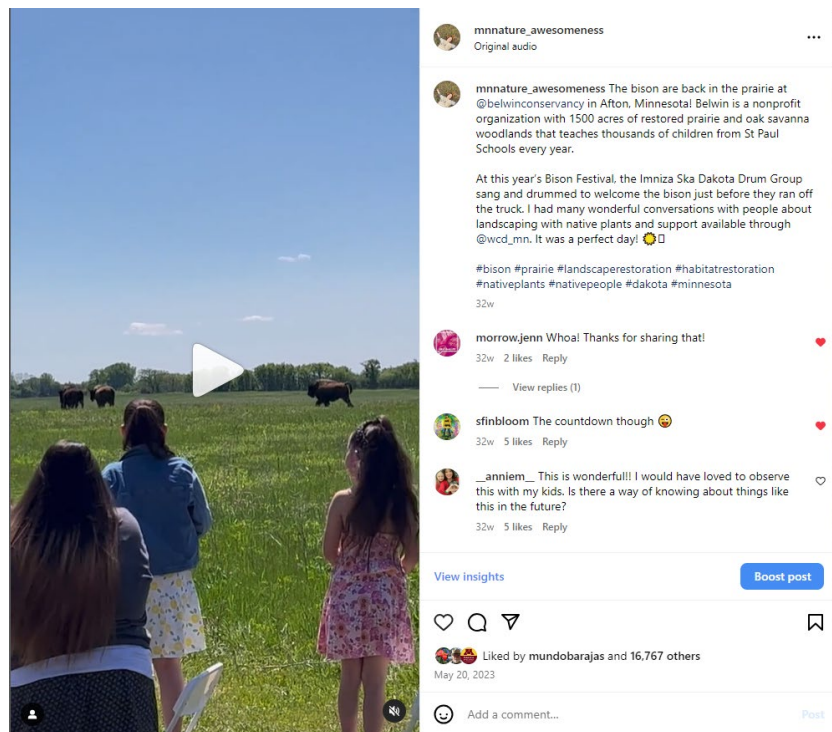 mnnature_awesomeness
Original audio
mnnature_awesomeness The bison are back in the prairie at
@belwinconservancy in Afton, Minnesota! Belwin is a nonprofit
organization with 1500 acres of restored prairie and oak savanna
woodlands that teaches thousands of children from St Paul
Schools every year.
At this year's Bison Festival, the Imniza Ska Dakota Drum Group
sang and drummed to welcome the bison just before they ran off
the truck. I had many wonderful conversations with people about
landscaping with native plants and support available through
@wcd_mn. It was a perfect day!
#bison #prairie #landscaperestoration #habitatrestoration
#nativeplants #nativepeople #dakota #minnesota
32w
morrow.jenn Whoa! Thanks for sharing that!
32w 2 likes Reply
View replies (1)
sfinbloom The countdown though 😜
32w 5 likes Reply
__anniem__ This is wonderful!! I would have loved to observe
this with my kids. Is there a way of knowing about things like
this in the future?
32w 5 likes Reply
View insights
Boost post
Liked by mundobarajas and 16,767 others
May 20, 2023
Add a comment...
Post